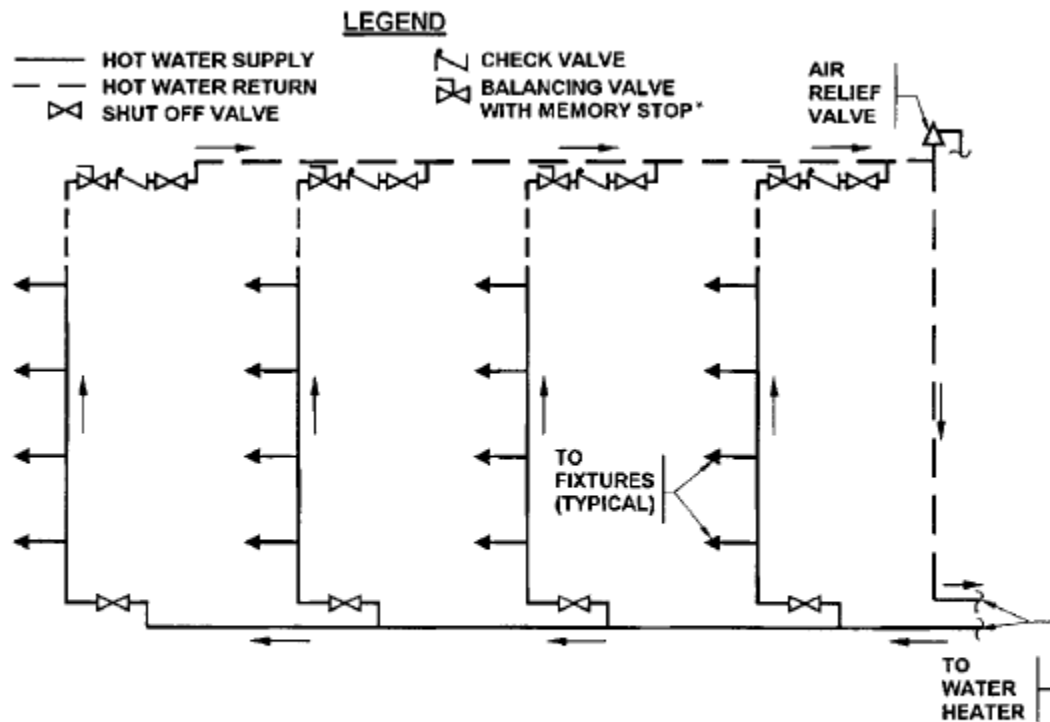 LEGEND
HOT WATER SUPPLY
HOT WATER RETURN
SHUT OFF VALVE
CHECK VALVE
BALANCING VALVE
WITH MEMORY STOP*
AIR
RELIEF
VALVE
TO
FIXTURES
(TYPICAL)
TO
WATER
HEATER